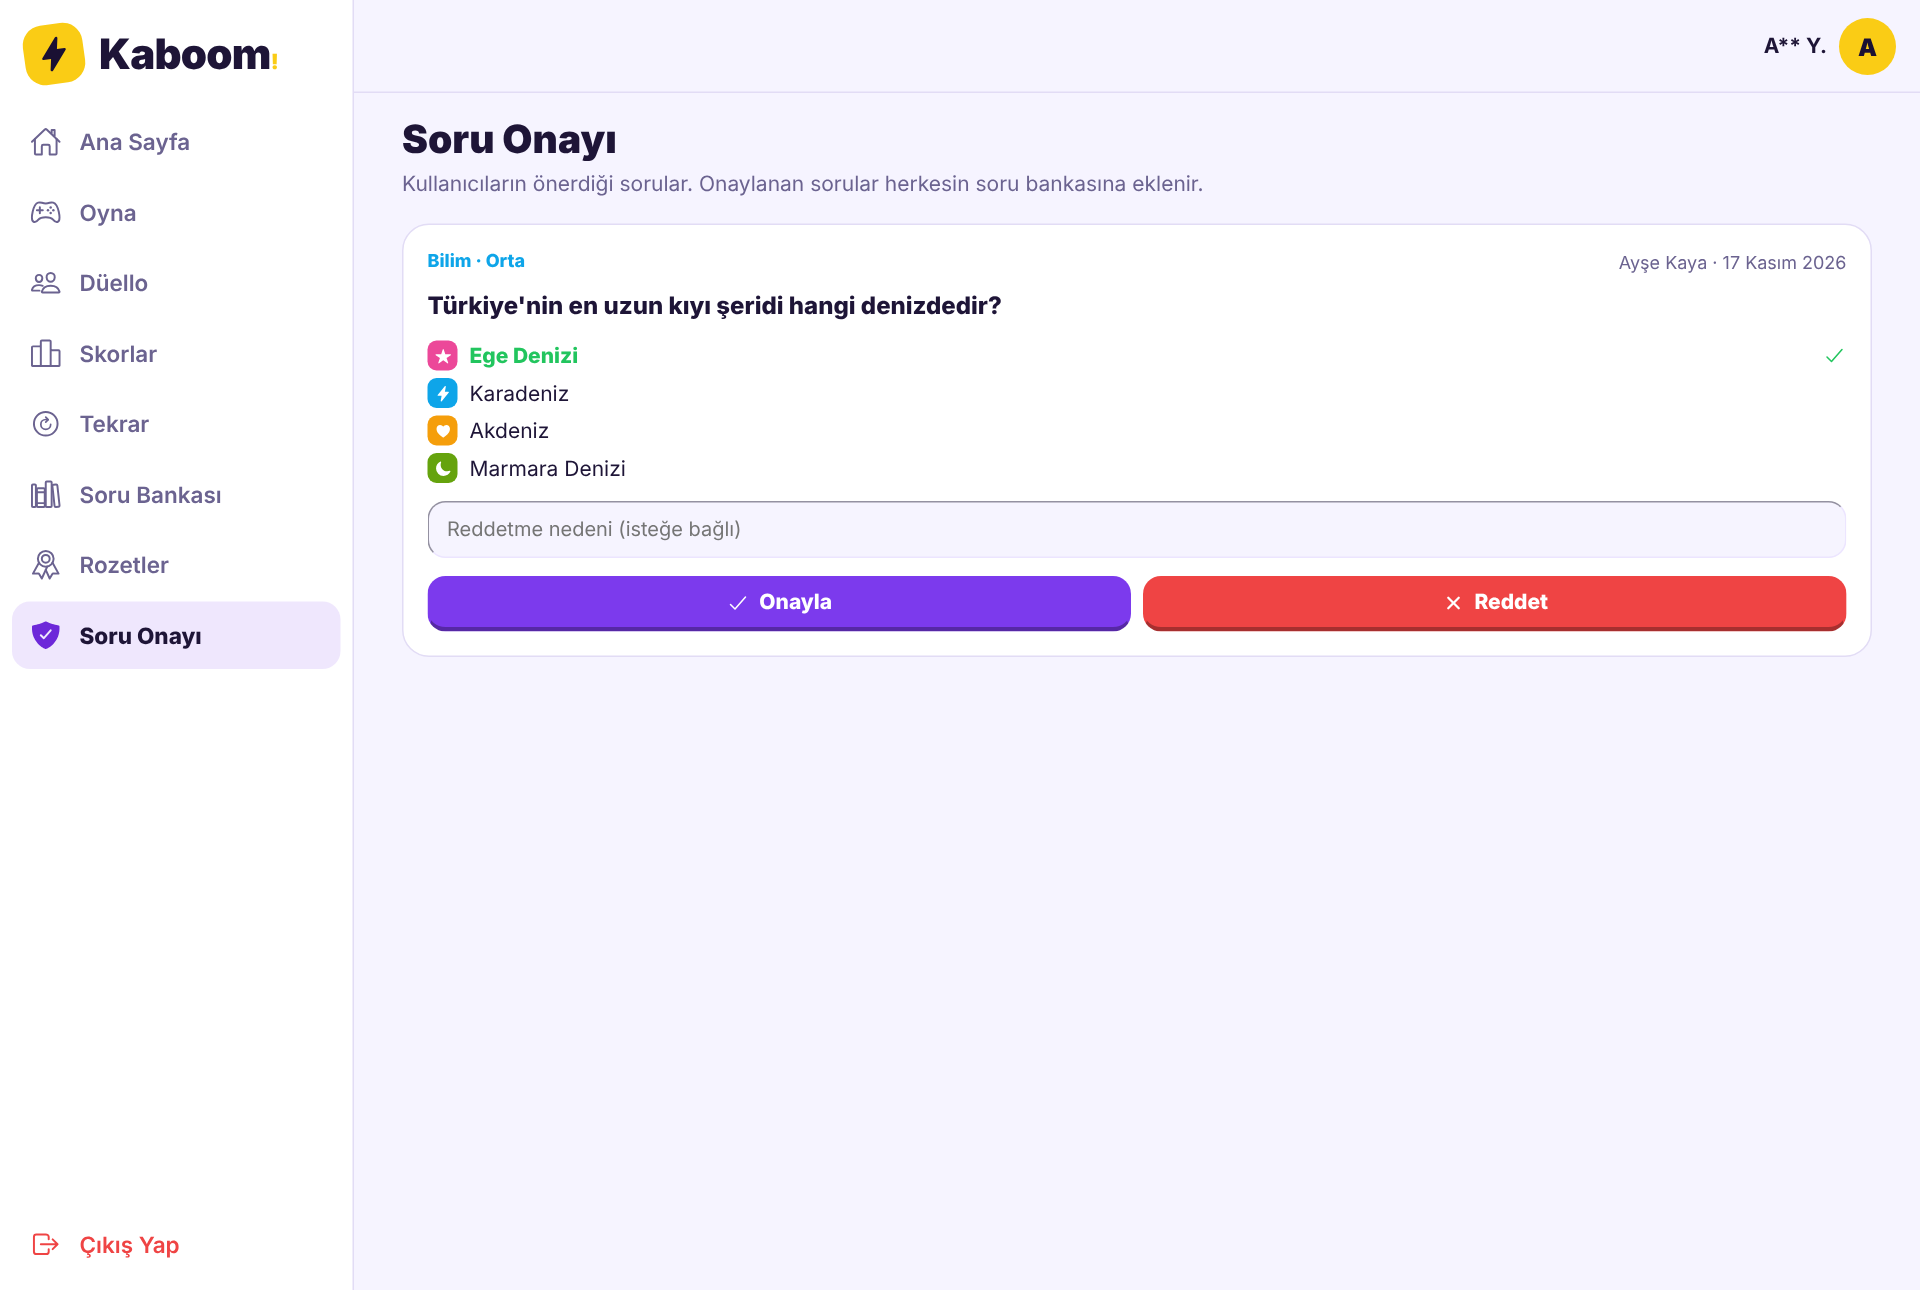 Kaboom!
A** Y.
A
Ana Sayfa
Oyna
Düello
Skorlar
Tekrar
Soru Bankası
Rozetler
Soru Onayı
Çıkış Yap
Soru Onayı
Kullanıcıların önerdiği sorular. Onaylanan sorular herkesin soru bankasına eklenir.
Bilim · Orta
Ayşe Kaya · 17 Kasım 2026
Türkiye'nin en uzun kıyı şeridi hangi denizdedir?
Ege Denizi
Karadeniz
Akdeniz
Marmara Denizi
Reddetme nedeni (isteğe bağlı)
Onayla
Reddet